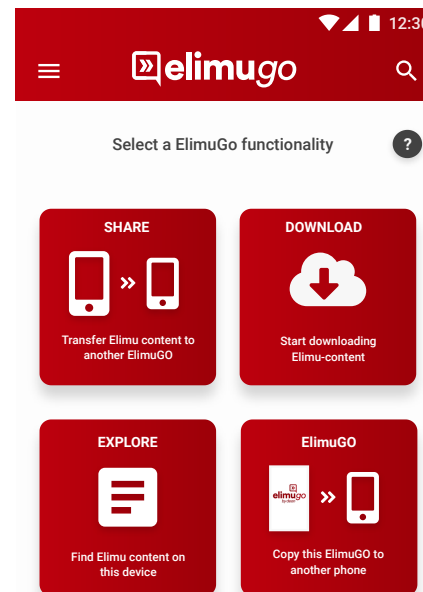 12:30
elimugo
Select a ElimuGo functionality
?
SHARE
Transfer Elimu content to
another ElimuGO
DOWNLOAD
Start downloading
Elimu-content
EXPLORE
Find Elimu content on
this device
ElimuGO
elimugo
Copy this ElimuGO to
another phone